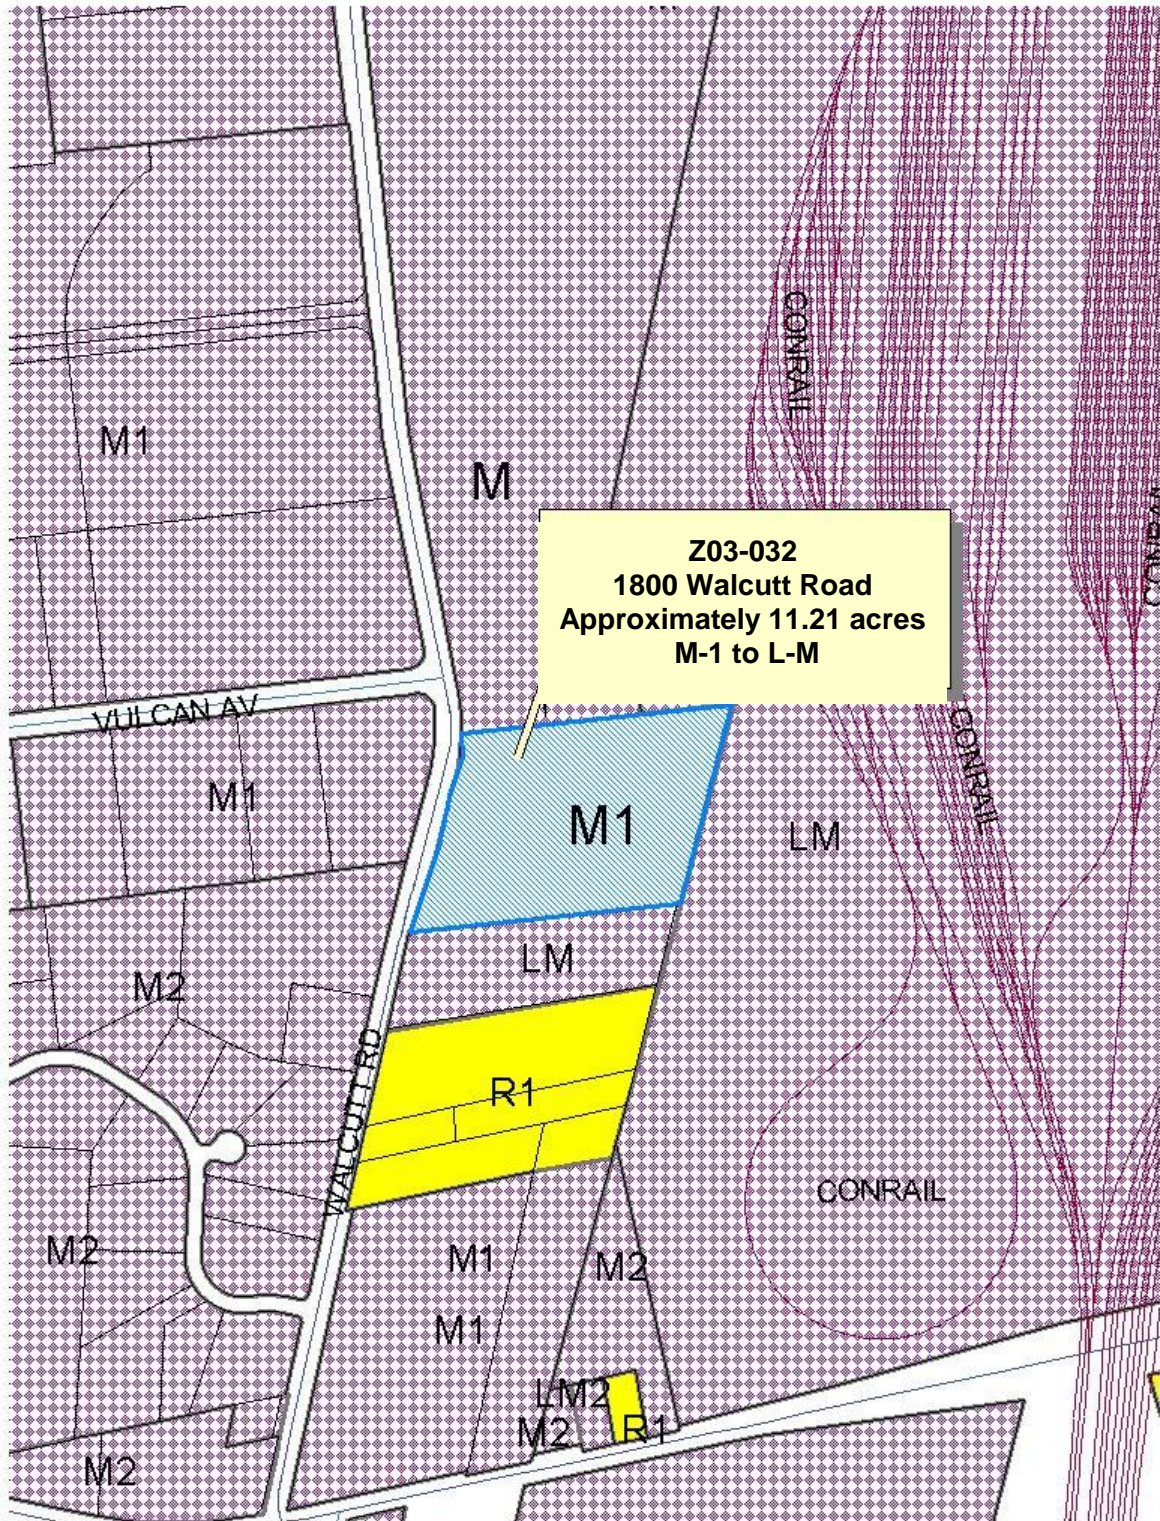 CONRAIL
M1
M
CONRAIL
Z03-032
1800 Walcutt Road
Approximately 11.21 acres
M-1 to L-M
VULCAN AV
CONRAIL
M1
M1
LM
LM
M2
WALCUTT RD
R1
CONRAIL
M2
M1
M2
M1
LM2
M2
R1
M2